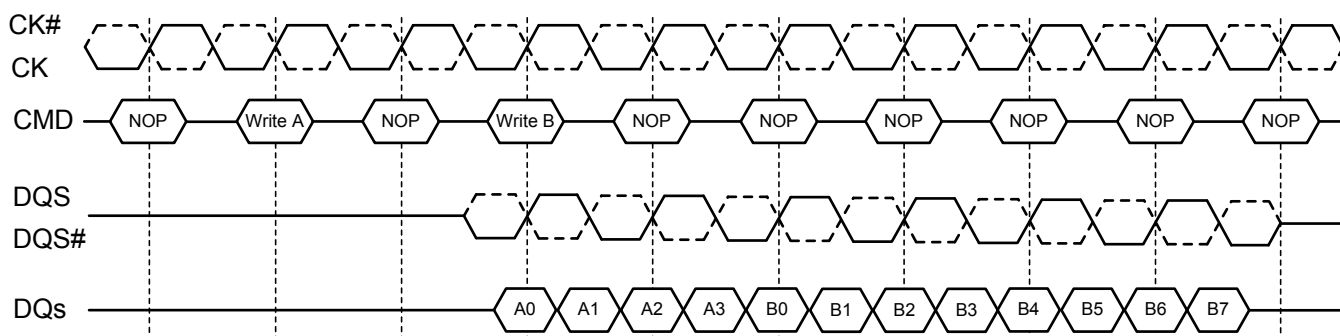 CK#
CK
CMD NOP Write A NOP Write B NOP NOP NOP NOP NOP NOP
DQS
DQS#
DQs A0 A1 A2 A3 B0 B1 B2 B3 B4 B5 B6 B7